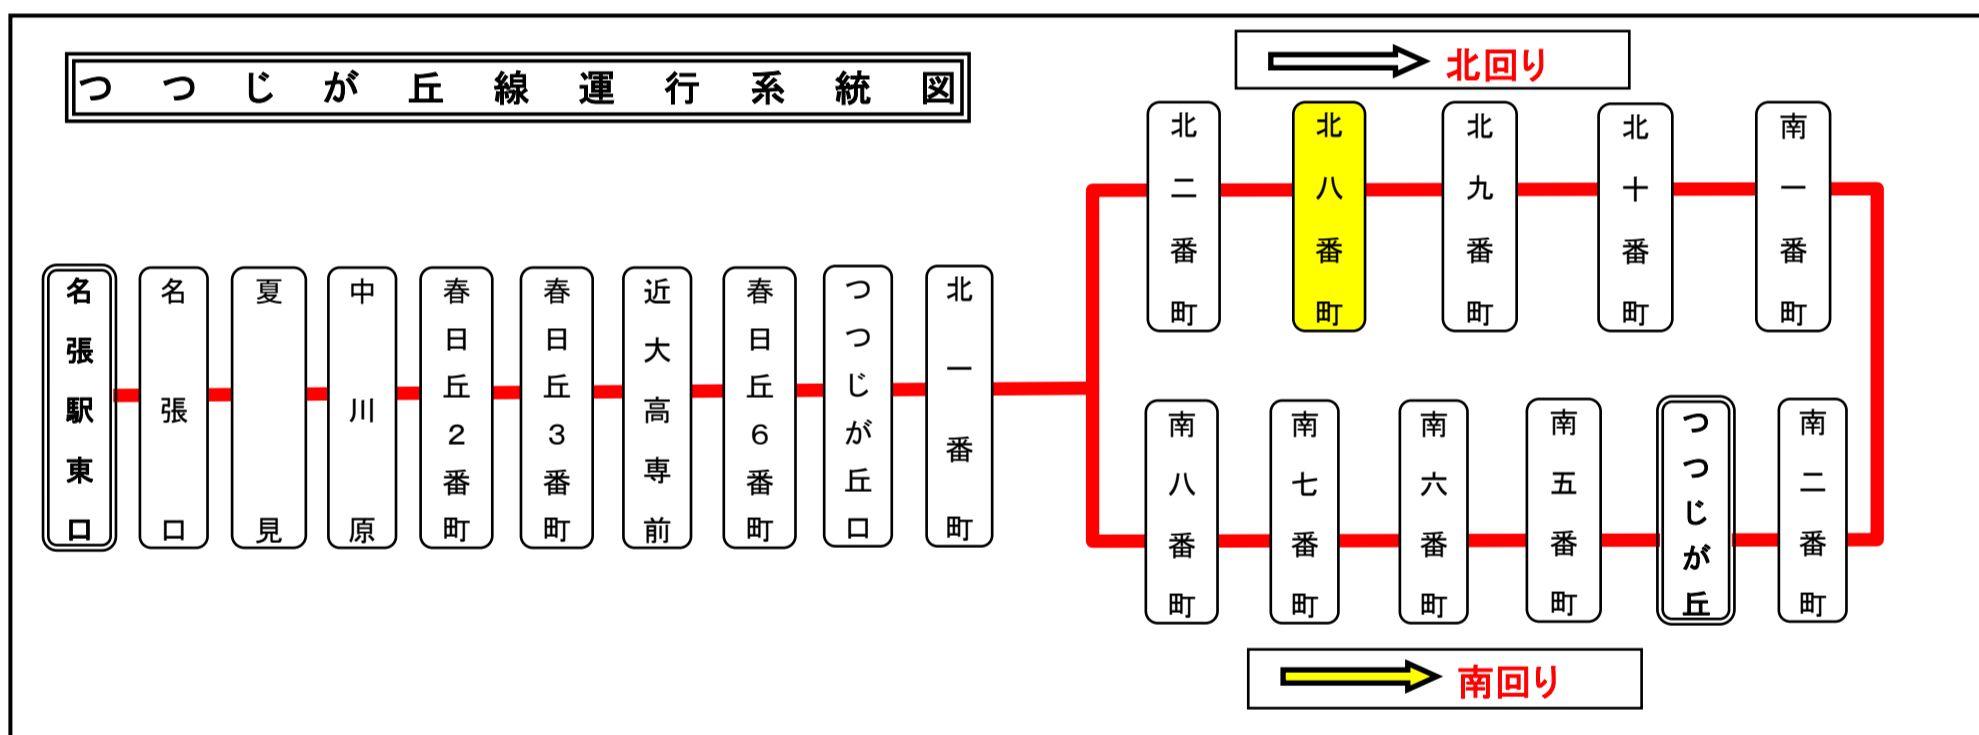 つつじが丘線運行系統図
北回り
北二番町
北八番町
北九番町
北十番町
南一番町
名張駅東口
名張口
夏見
中川原
春日丘2番町
春日丘3番町
近大高専前
春日丘6番町
つつじが丘口
北一番町
南八番町
南七番町
南六番町
南五番町
つつじが丘
南二番町
南回り